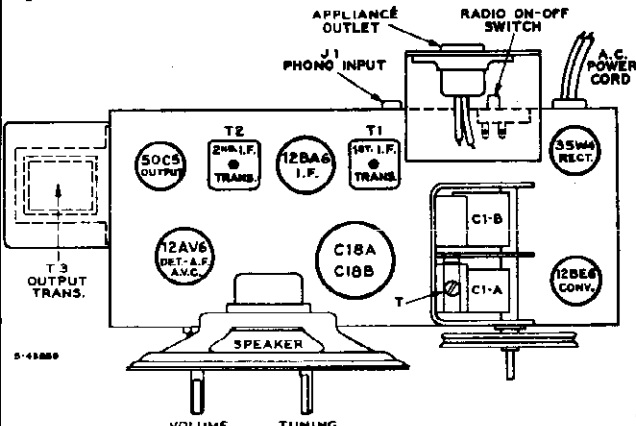 APPLIANCE
OUTLET
RADIO ON-OFF
SWITCH
J1
PHONO INPUT
A.C.
POWER
CORD
T2
T1
50C5
OUTPUT
2ND. I.F.
TRANS.
12BA6
I.F.
1ST. I.F.
TRANS.
35W4
RECT.
C1-B
12AV6
DET.-A.F.
A.V.C.
C18A
C18B
T3
OUTPUT
TRANS.
T
C1-A
12BE6
CONV.
SPEAKER
VOLUME
TUNING